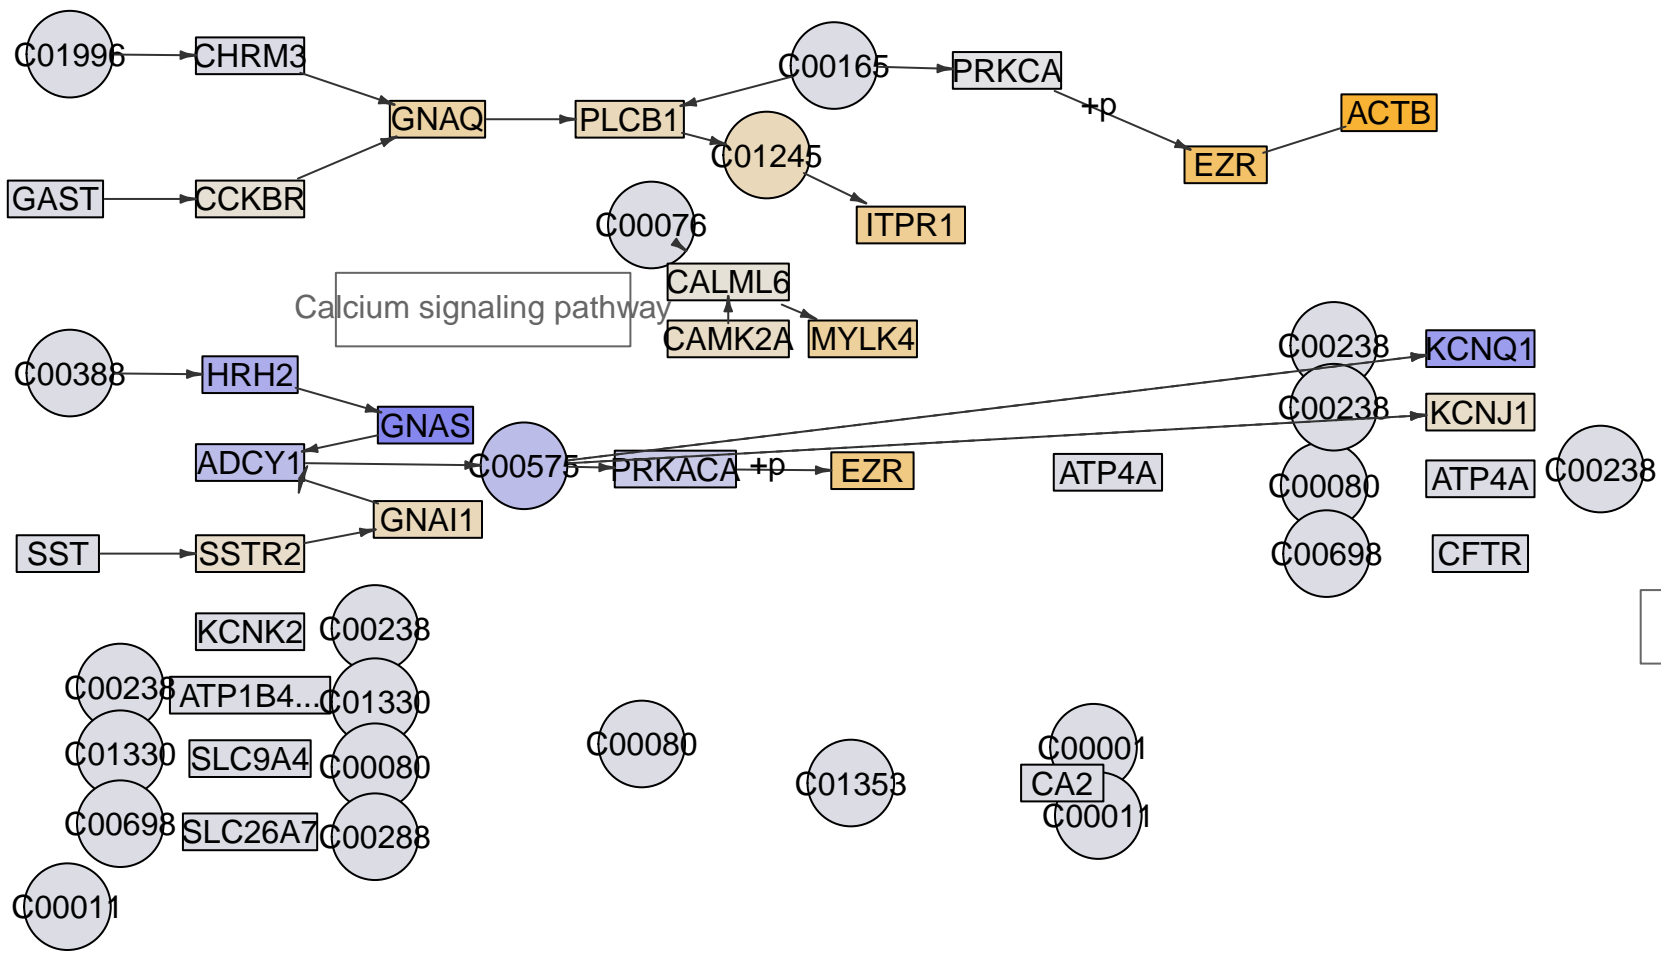 C01996
CHRM3
C00165
PRKCA
+p
ACTB
GNAQ
PLCB1
C01245
EZR
GAST
CCKBR
C00076
ITPR1
CALML6
Calcium signaling pathway
CAMK2A
MYLK4
C00238
KCNQ1
C00388
HRH2
C00238
KCNJ1
GNAS
ADCY1
C00575
PRKACA
+p
EZR
ATP4A
C00080
ATP4A
C00238
GNAI1
SST
SSTR2
C00698
CFTR
KCNK2
C00238
C00238
ATP1B4...
C01330
C01330
SLC9A4
C00080
C00080
C01353
C00001
CA2
C00011
C00698
SLC26A7
C00288
C00011